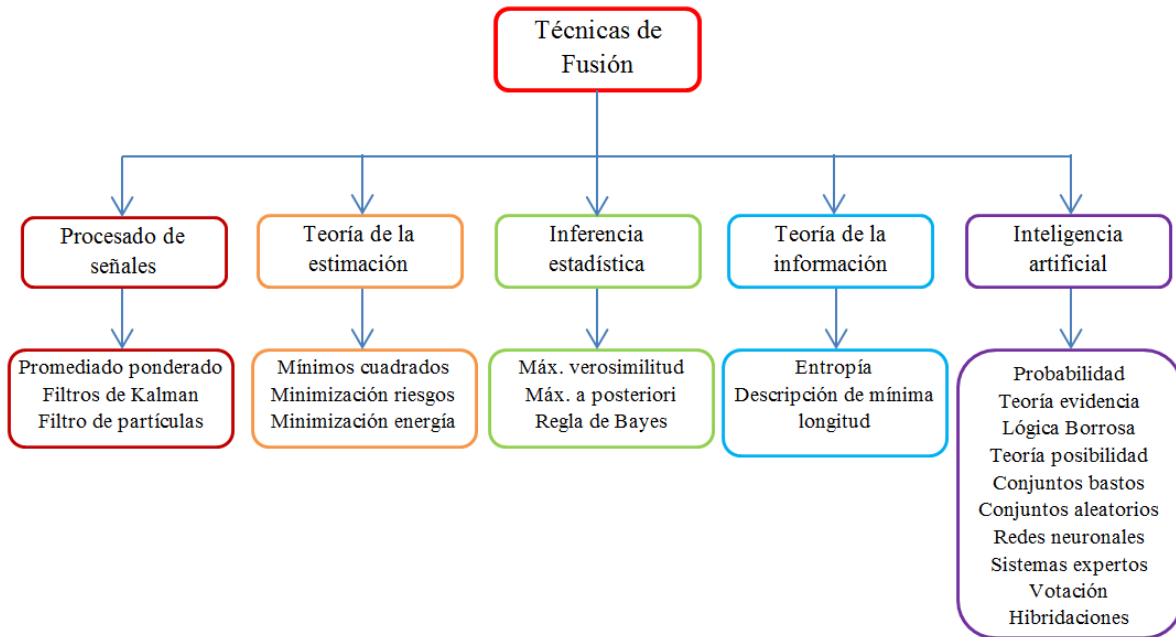 Técnicas de
Fusión
Procesado de
señales
Teoría de la
estimación
Inferencia
estadística
Teoría de la
información
Inteligencia
artificial
Promediado ponderado
Filtros de Kalman
Filtro de partículas
Mínimos cuadrados
Minimización riesgos
Minimización energía
Máx. verosimilitud
Máx. a posteriori
Regla de Bayes
Entropía
Descripción de mínima
longitud
Probabilidad
Teoría evidencia
Lógica Borrosa
Teoría posibilidad
Conjuntos bastos
Conjuntos aleatorios
Redes neuronales
Sistemas expertos
Votación
Hibridaciones